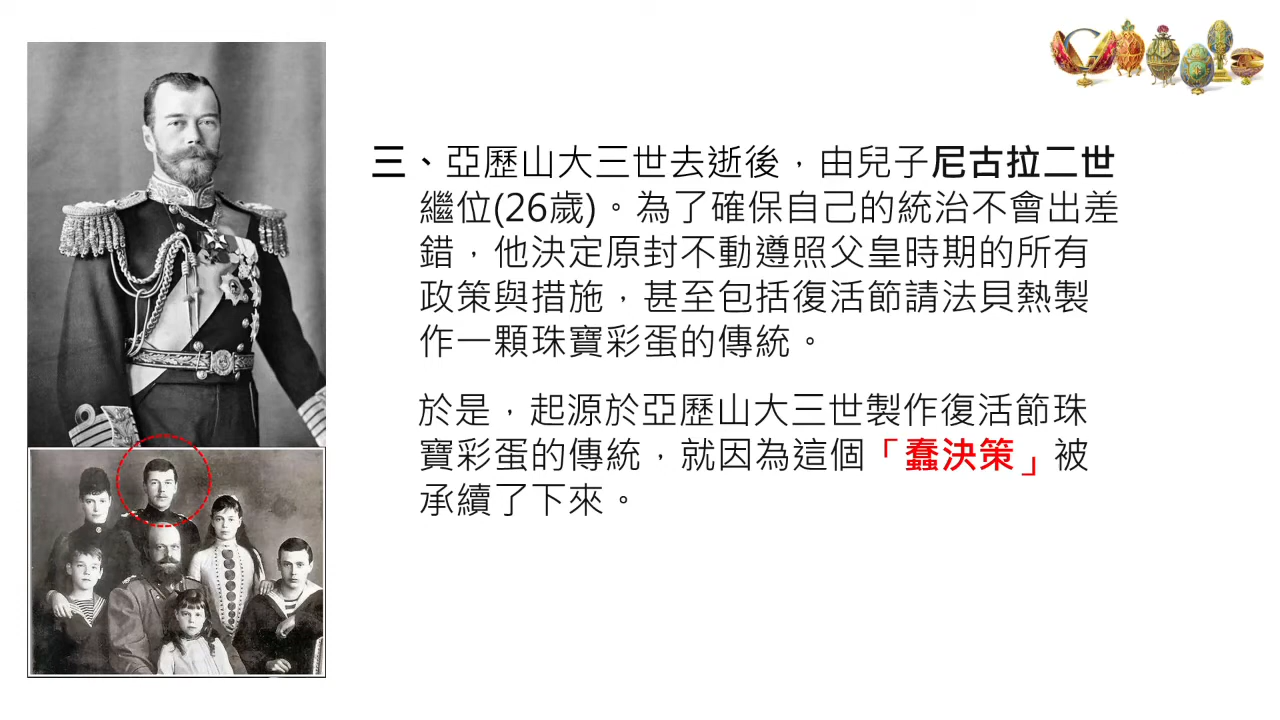 三、亞歷山大三世去逝後，由兒子尼古拉二世
繼位(26歲)。為了確保自己的統治不會出差
錯，他決定原封不動遵照父皇時期的所有
政策與措施，甚至包括復活節請法貝熱製
作一顆珠寶彩蛋的傳統。
於是，起源於亞歷山大三世製作復活節珠
寶彩蛋的傳統，就因為這個「蠢決策」被
承續了下來。